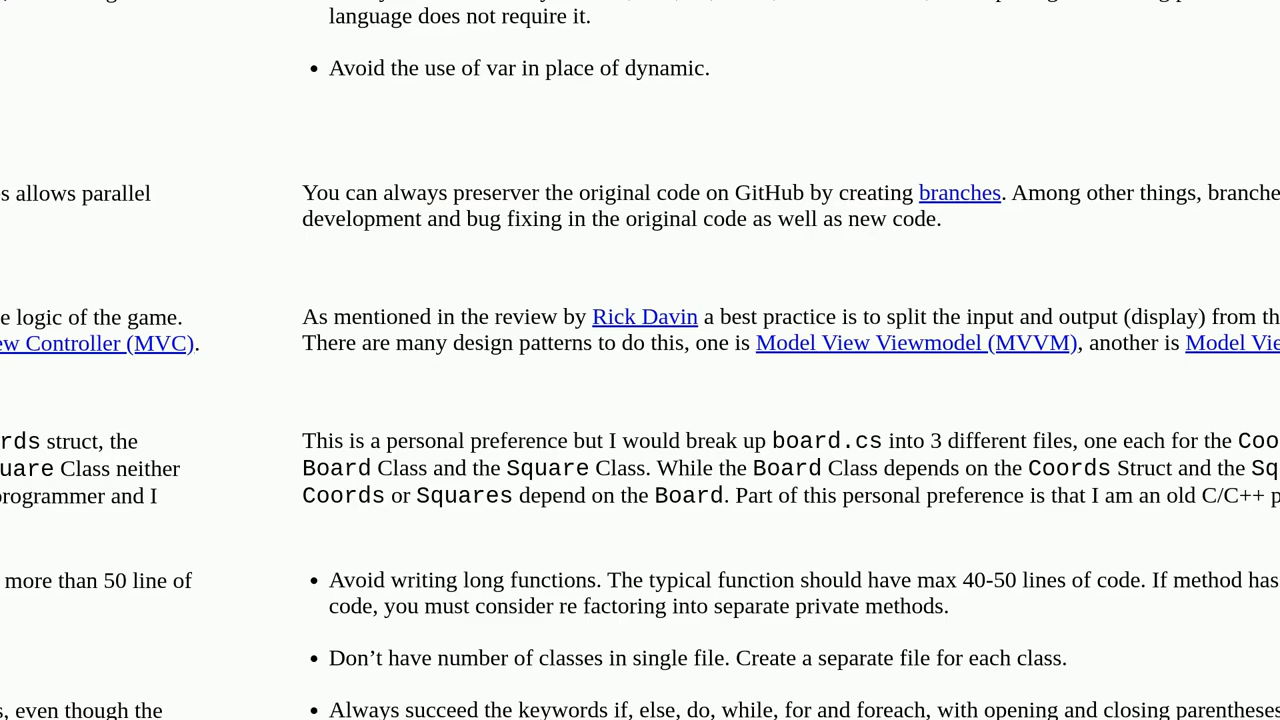 language does not require it.
• Avoid the use of var in place of dynamic.
s allows parallel
You can always preserver the original code on GitHub by creating branches. Among other things, branche
development and bug fixing in the original code as well as new code.
e logic of the game.
ew Controller (MVC).
As mentioned in the review by Rick Davin a best practice is to split the input and output (display) from th
There are many design patterns to do this, one is Model View Viewmodel (MVVM), another is Model Vie
rds struct, the
uare Class neither
programmer and I
This is a personal preference but I would break up board.cs into 3 different files, one each for the Coo
Board Class and the Square Class. While the Board Class depends on the Coords Struct and the Sq
Coords or Squares depend on the Board. Part of this personal preference is that I am an old C/C++ p
more than 50 line of
• Avoid writing long functions. The typical function should have max 40-50 lines of code. If method has
code, you must consider re factoring into separate private methods.
• Don’t have number of classes in single file. Create a separate file for each class.
s, even though the
• Always succeed the keywords if, else, do, while, for and foreach, with opening and closing parentheses